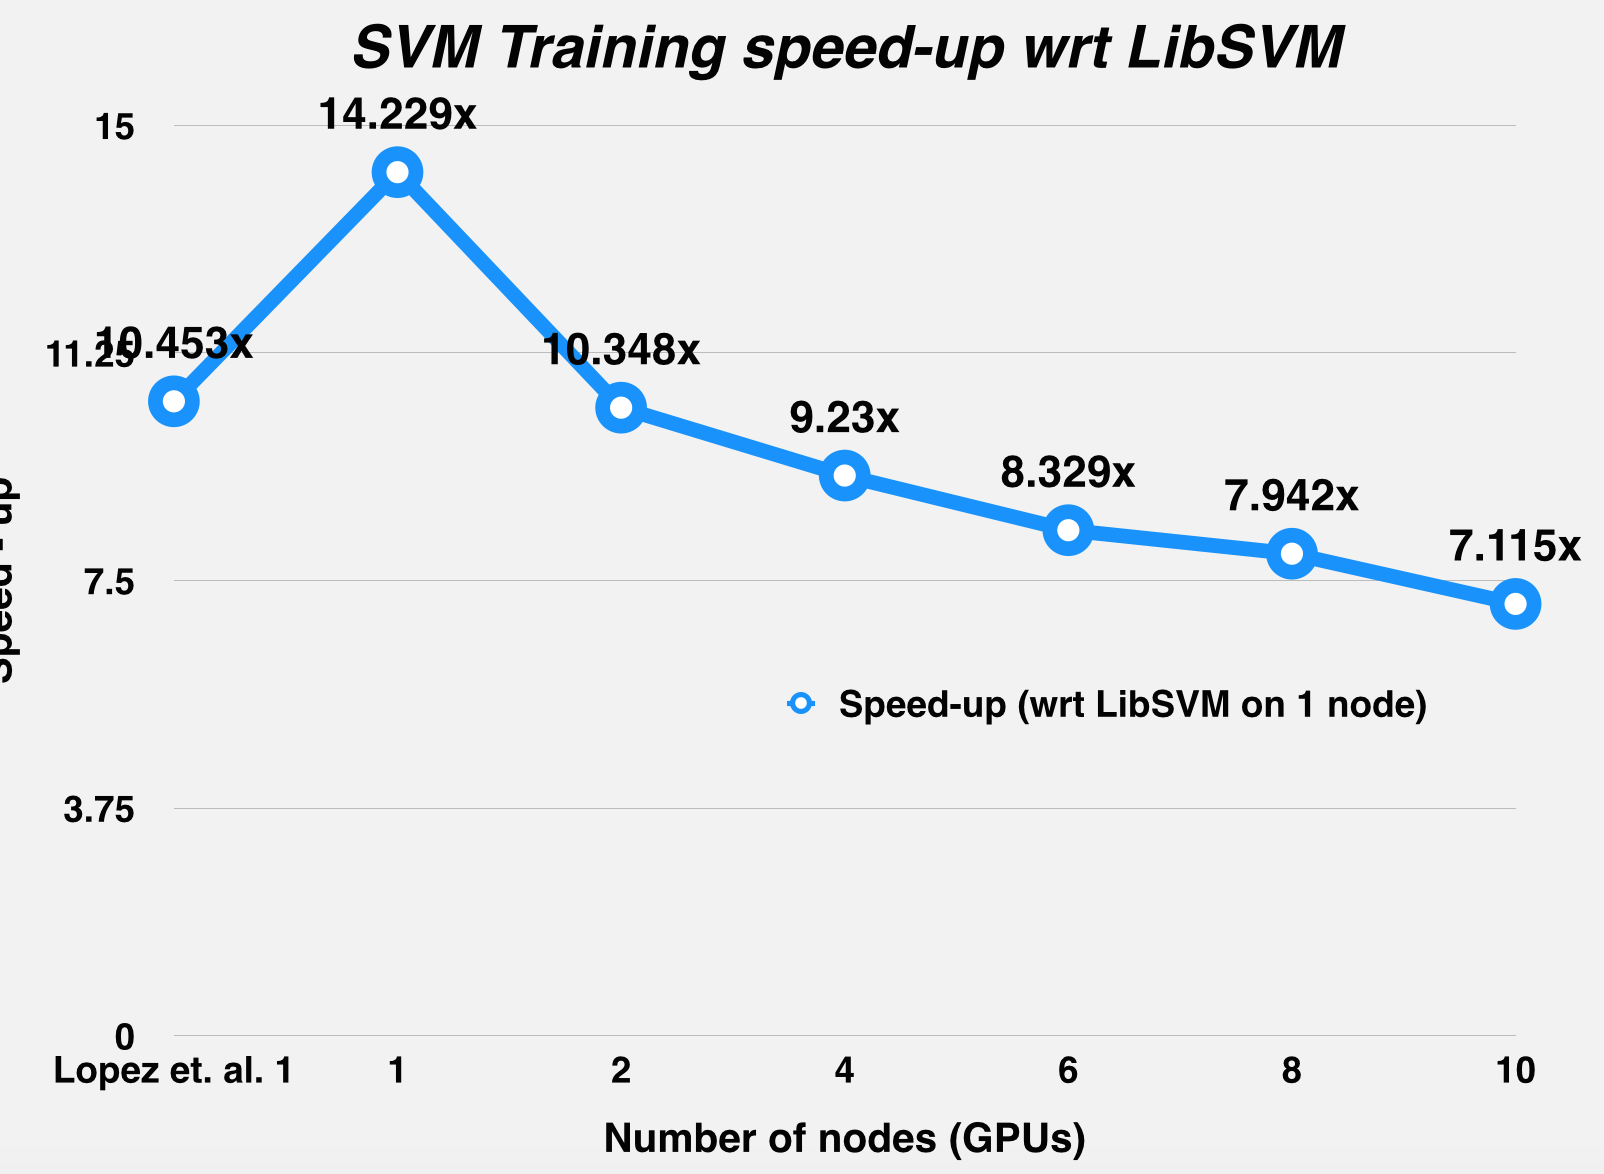 SVM Training speed-up wrt LibSVM
15
14.229x
11.25
10.453x
10.348x
9.23x
8.329x
7.942x
7.115x
7.5
Speed - up
Speed-up (wrt LibSVM on 1 node)
3.75
0
Lopez et. al. 1
1
2
4
6
8
10
Number of nodes (GPUs)